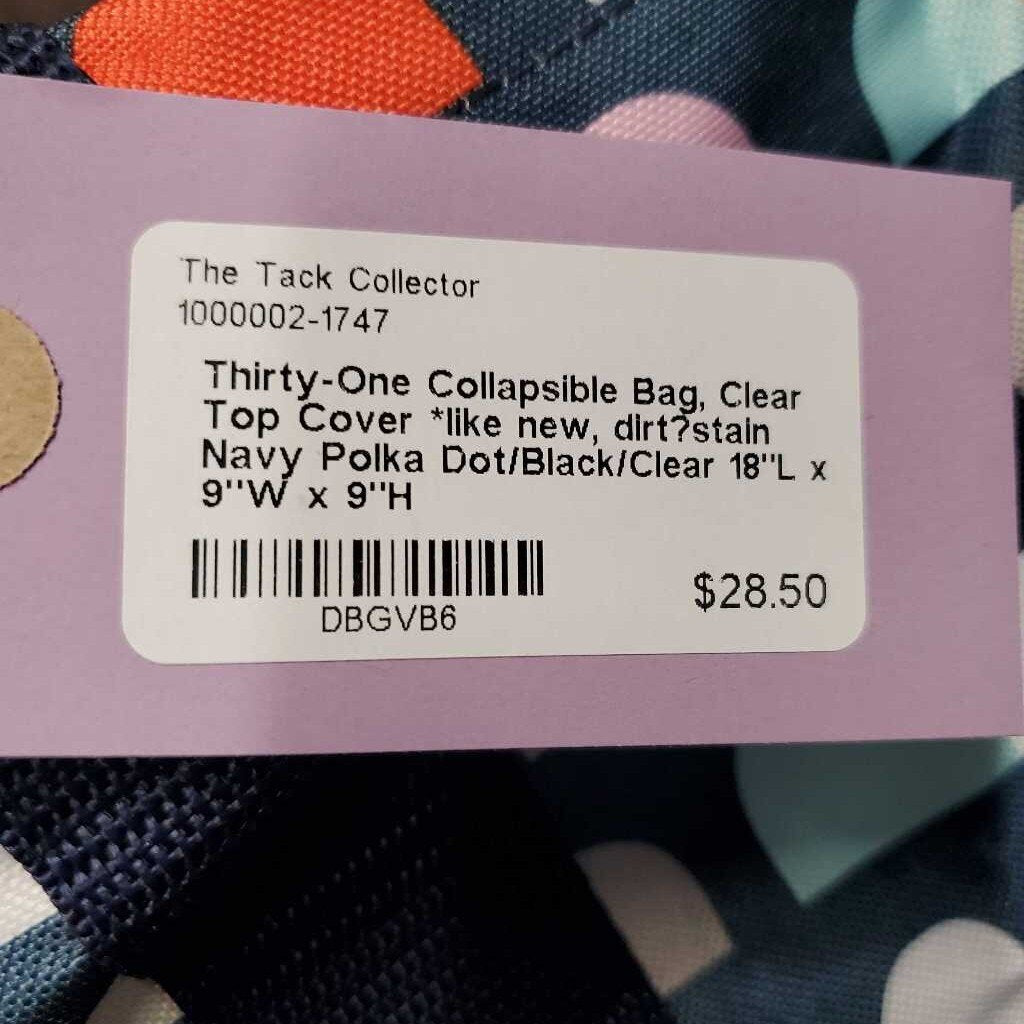 The Tack Collector
1000002-1747
Thirty-One Collapsible Bag, Clear
Top Cover *like new, dirt?stain
Navy Polka Dot/Black/Clear 18"L x
9"W x 9"H
DBGVB6
$28.50